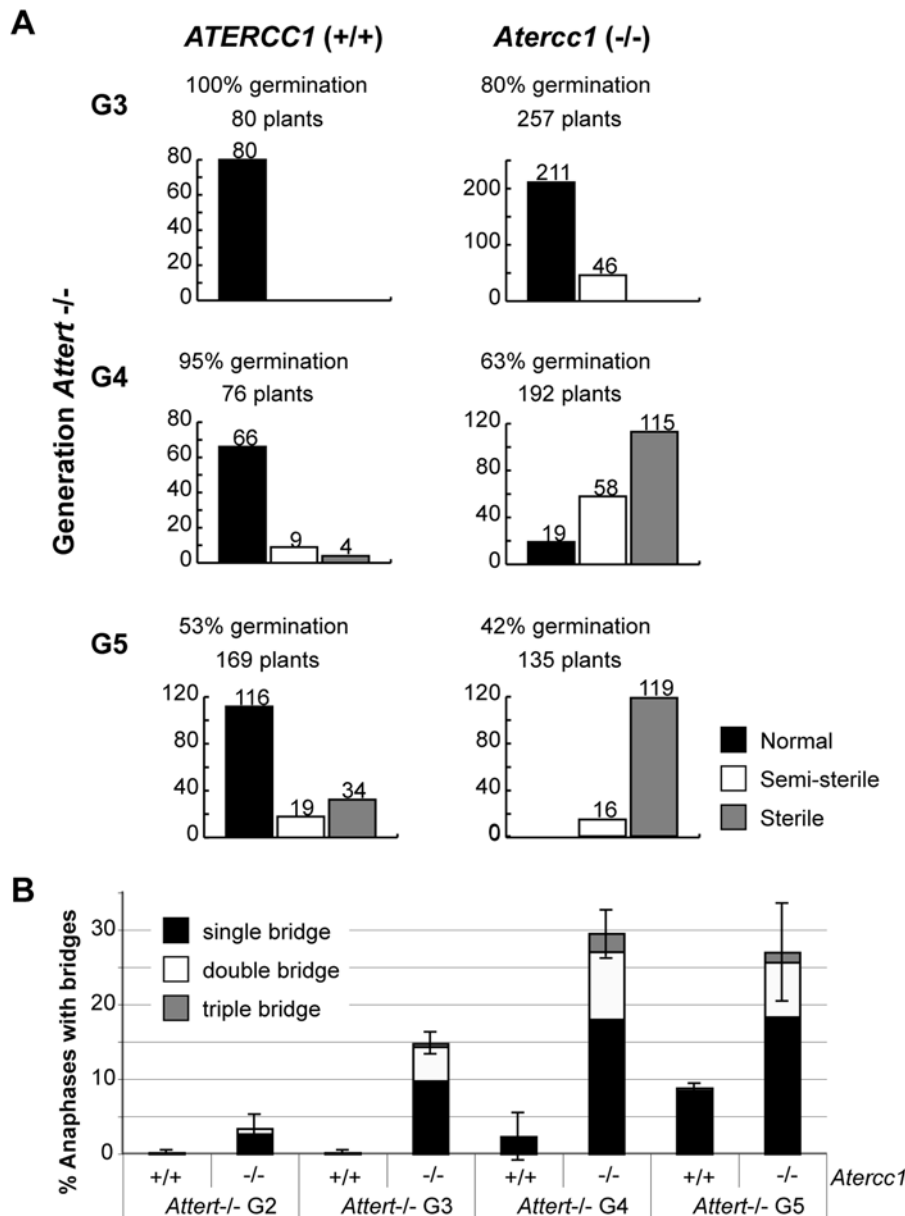 A
ATERCC1 (+/+)
Atercc1 (-/-)
Generation Attert -/-
G3
100% germination
80 plants
80
60
40
20
0
80
80% germination
257 plants
200
100
0
211
46
G4
95% germination
76 plants
80
60
40
20
0
66
9
4
63% germination
192 plants
120
80
40
0
19
58
115
G5
53% germination
169 plants
120
80
40
0
116
19
34
42% germination
135 plants
120
80
40
0
16
119
Normal
Semi-sterile
Sterile
B
% Anaphases with bridges
30
20
10
0
single bridge
double bridge
triple bridge
+/+ -/- +/+ -/- +/+ -/- +/+ -/- Atercc1
Attert-/- G2 Attert-/- G3 Attert-/- G4 Attert-/- G5